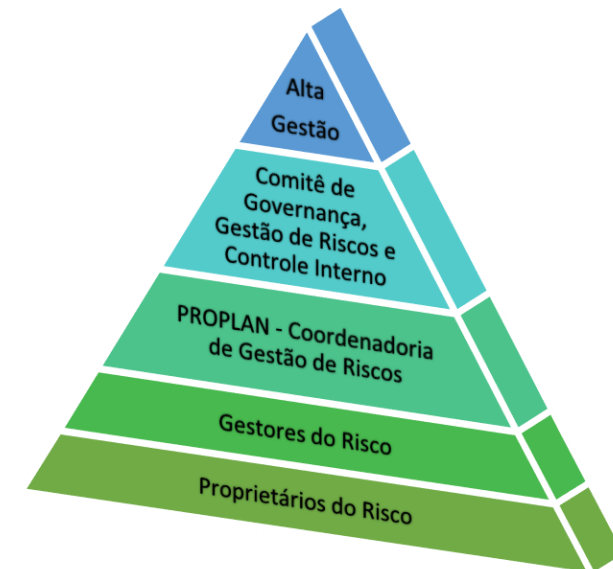 Alta
Gestão
Comitê de
Governança,
Gestão de Riscos e
Controle Interno
PROPLAN - Coordenadoria
de Gestão de Riscos
Gestores do Risco
Proprietários do Risco